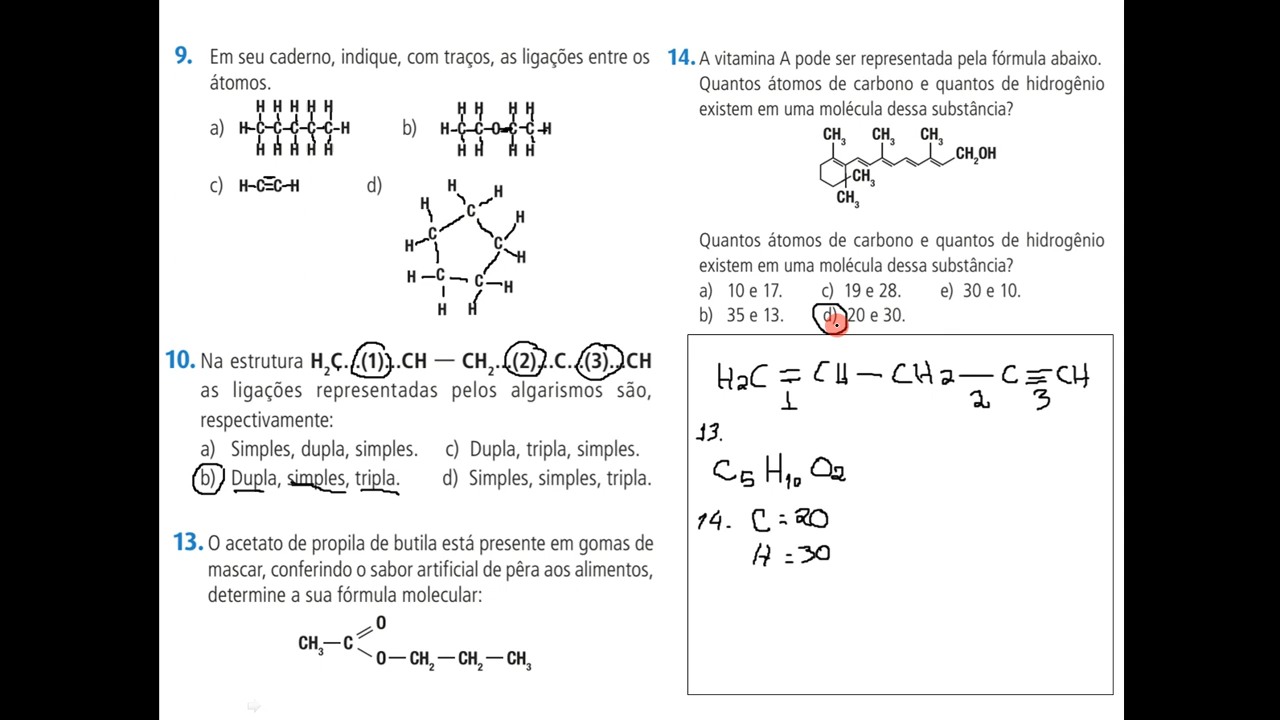 9. Em seu caderno, indique, com traços, as ligações entre os
átomos.
H H H H H
a) H-C-C-C-C-C-H
H H H H H
H H H H
b) H-C-C-O-C-C-H
H H H H
c) H-C≡C-H
d)
H H
H C H
C C
H H
H C C H
H H
10. Na estrutura H₂C...(1)...CH — CH₂...(2)...C...(3)...CH
as ligações representadas pelos algarismos são,
respectivamente:
a) Simples, dupla, simples. c) Dupla, tripla, simples.
b) Dupla, simples, tripla. d) Simples, simples, tripla.
13. O acetato de propila de butila está presente em gomas de
mascar, conferindo o sabor artificial de pêra aos alimentos,
determine a sua fórmula molecular:
O
CH₃—C
O—CH₂—CH₂—CH₃
14. A vitamina A pode ser representada pela fórmula abaixo.
Quantos átomos de carbono e quantos de hidrogênio
existem em uma molécula dessa substância?
CH₃ CH₃ CH₃
CH₂OH
CH₃
CH₃
Quantos átomos de carbono e quantos de hidrogênio
existem em uma molécula dessa substância?
a) 10 e 17. c) 19 e 28. e) 30 e 10.
b) 35 e 13. d) 20 e 30.
H₂C = CH — CH₂ — C ≡ CH
1 2 3
13.
C₅ H₁₀ O₂
14. C = 20
H = 30